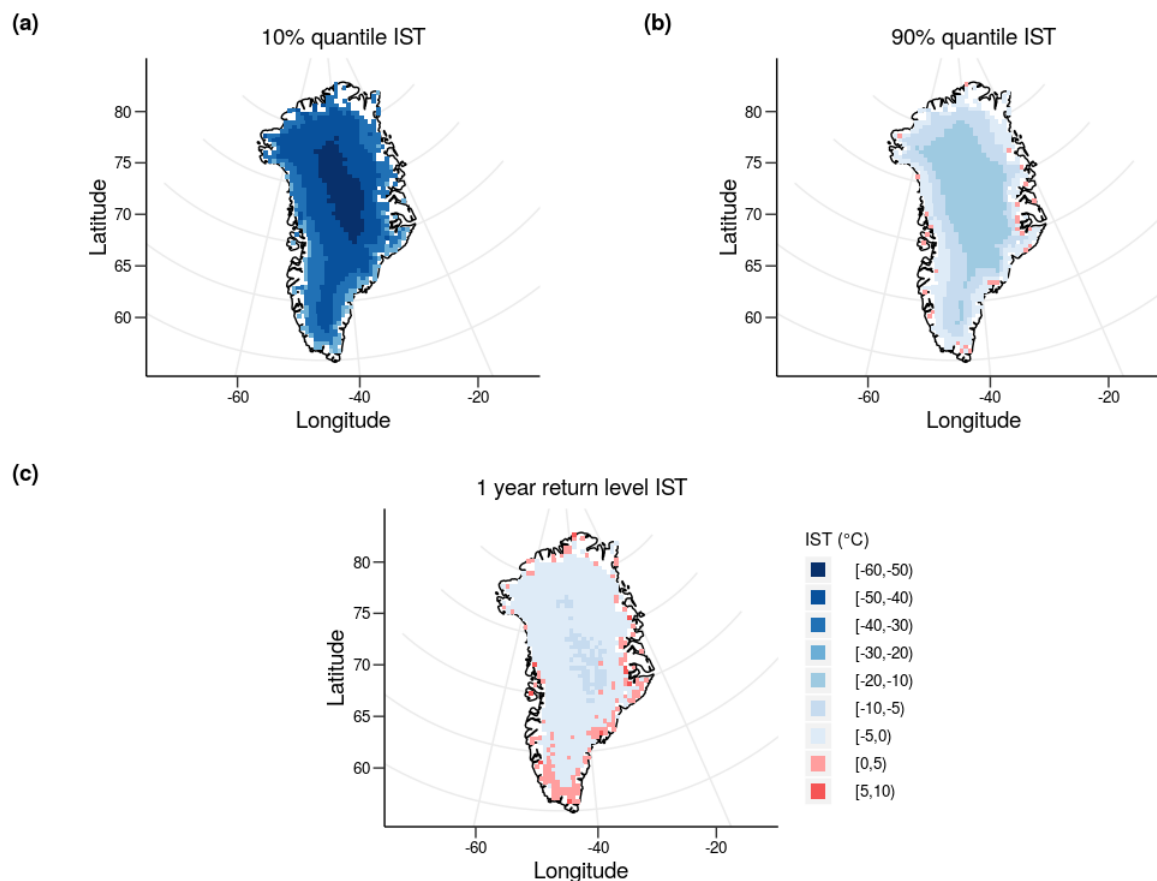 (a)
10% quantile IST
80
75
70
65
60
Latitude
-60
-40
-20
Longitude
(b)
90% quantile IST
80
75
70
65
60
Latitude
-60
-40
-20
Longitude
(c)
1 year return level IST
80
75
70
65
60
Latitude
-60
-40
-20
Longitude
IST (°C)
[-60,-50)
[-50,-40)
[-40,-30)
[-30,-20)
[-20,-10)
[-10,-5)
[-5,0)
[0,5)
[5,10)